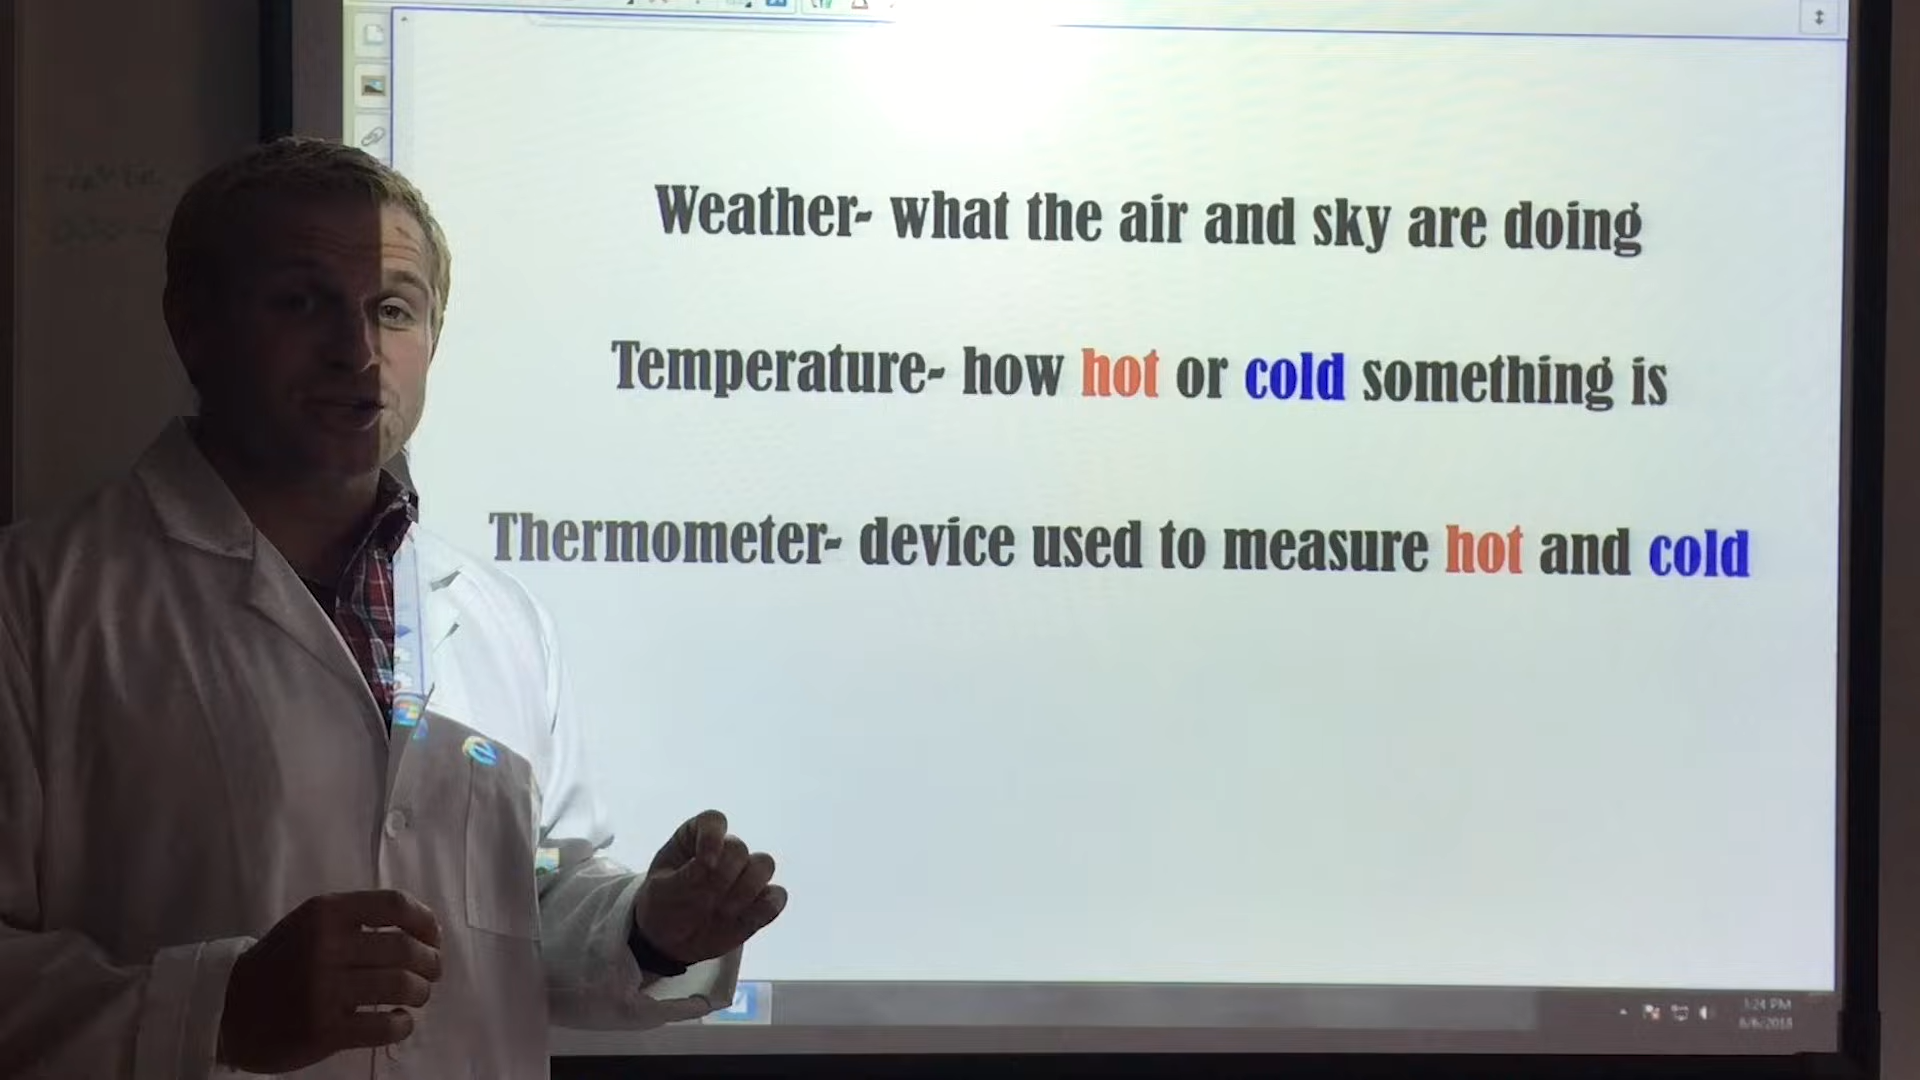 Weather- what the air and sky are doing
Temperature- how hot or cold something is
Thermometer- device used to measure hot and cold